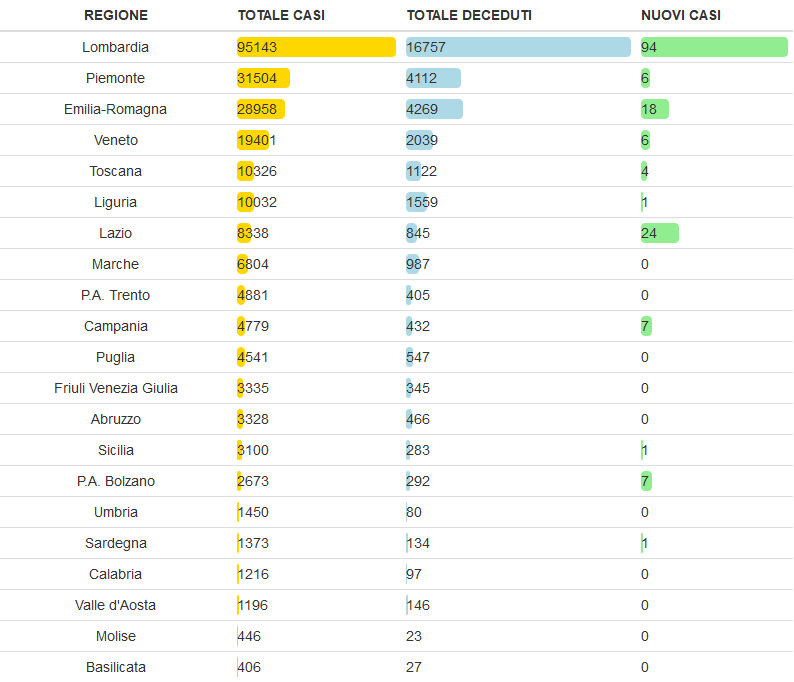 REGIONE TOTALE CASI TOTALE DECEDUTI NUOVI CASI
Lombardia 95143 16757 94
Piemonte 31504 4112 6
Emilia-Romagna 28958 4269 18
Veneto 19401 2039 6
Toscana 10326 1122 4
Liguria 10032 1559 1
Lazio 8338 845 24
Marche 6804 987 0
P.A. Trento 4881 405 0
Campania 4779 432 7
Puglia 4541 547 0
Friuli Venezia Giulia 3335 345 0
Abruzzo 3328 466 0
Sicilia 3100 283 1
P.A. Bolzano 2673 292 7
Umbria 1450 80 0
Sardegna 1373 134 1
Calabria 1216 97 0
Valle d'Aosta 1196 146 0
Molise 446 23 0
Basilicata 406 27 0